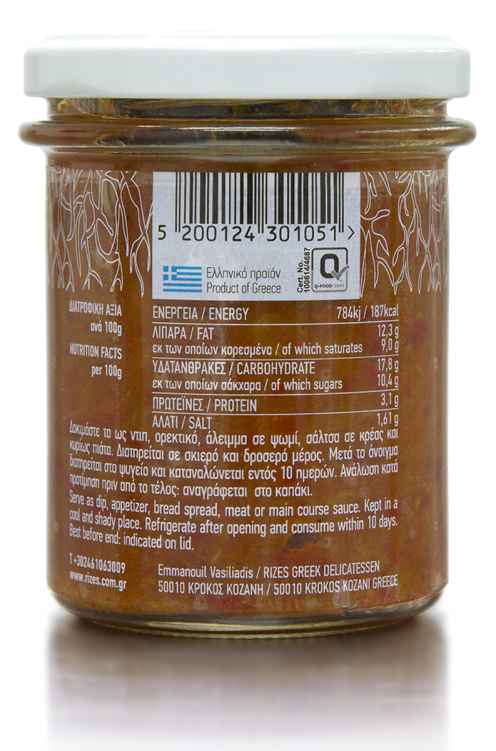 5 200124 301051 >
Ελληνικό προϊόν
Product of Greece
Cert. No.
10061/4687
Q
Q-FOOD SAFE
ΔΙΑΤΡΟΦΙΚΗ ΑΞΙΑ
ανά 100g
NUTRITION FACTS
per 100g
ΕΝΕΡΓΕΙΑ / ENERGY 784kj / 187kcal
ΛΙΠΑΡΑ / FAT 12,3 g
εκ των οποίων κορεσμένα / of which saturates 9,0 g
ΥΔΑΤΑΝΘΡΑΚΕΣ / CARBOHYDRATE 17,8 g
εκ των οποίων σάκχαρα / of which sugars 10,4 g
ΠΡΩΤΕΪΝΕΣ / PROTEIN 3,1 g
ΑΛΑΤΙ / SALT 1,61 g
Δοκιμάστε το ως ντιπ, ορεκτικό, άλειμμα σε ψωμί, σάλτσα σε κρέας και
κυρίως πιάτα. Διατηρείται σε σκιερό και δροσερό μέρος. Μετά το άνοιγμα
διατηρείται στο ψυγείο και καταναλώνεται εντός 10 ημερών. Ανάλωση κατά
προτίμηση πριν από το τέλος: αναγράφεται στο καπάκι.
Serve as dip, appetizer, bread spread, meat or main course sauce. Kept in a
cool and shady place. Refrigerate after opening and consume within 10 days.
Best before end: indicated on lid.
T +302461063009
www.rizes.com.gr
Emmanouil Vasiliadis / RIZES GREEK DELICATESSEN
50010 ΚΡΟΚΟΣ ΚΟΖΑΝΗ / 50010 KROKOS KOZANI GREECE